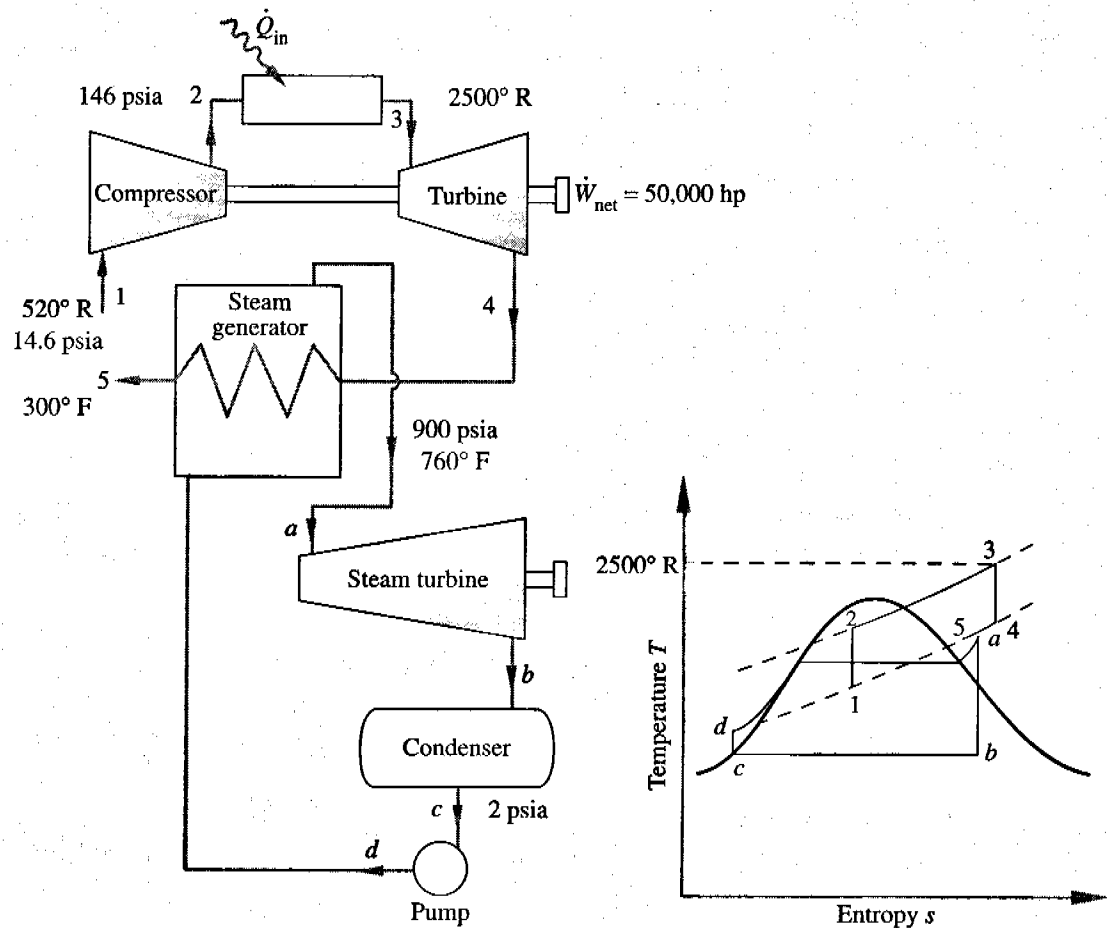 Q̇in
146 psia
2
3
2500° R
Compressor
Turbine
Ẇnet = 50,000 hp
1
520° R
14.6 psia
Steam
generator
4
5
300° F
900 psia
760° F
a
Steam turbine
b
Condenser
c
2 psia
d
Pump
2500° R
3
2
5
a
4
1
d
c
b
Temperature T
Entropy s